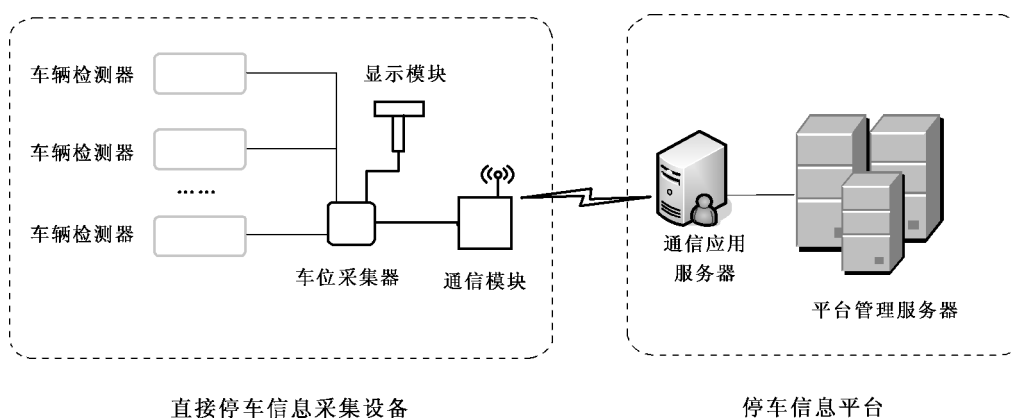 车辆检测器
显示模块
车辆检测器
……
车辆检测器
车位采集器
通信模块
通信应用
服务器
平台管理服务器
直接停车信息采集设备
停车信息平台